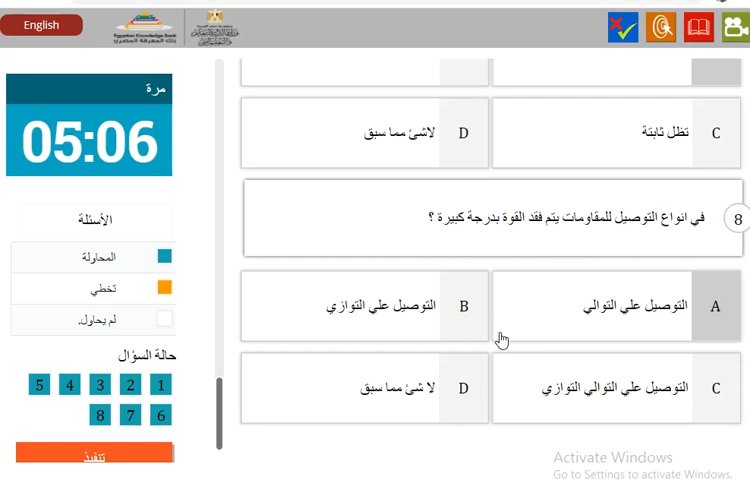 English
Egyptian Knowledge Bank
بنك المعرفة المصري
مرة
05:06
الأسئلة
المحاولة
تخطي
لم يحاول.
حالة السؤال
1 2 3 4 5
6 7 8
تنفيذ
C تظل ثابتة
D لاشئ مما سبق
8 في انواع التوصيل للمقاومات يتم فقد القوة بدرجة كبيرة ؟
A التوصيل علي التوالي
B التوصيل علي التوازي
C التوصيل علي التوالي التوازي
D لا شئ مما سبق
Activate Windows
Go to Settings to activate Windows.